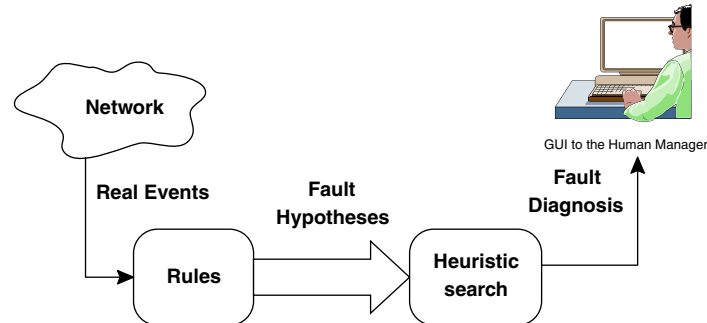 Network
GUI to the Human Manager
Real Events
Fault
Hypotheses
Fault
Diagnosis
Rules
Heuristic
search